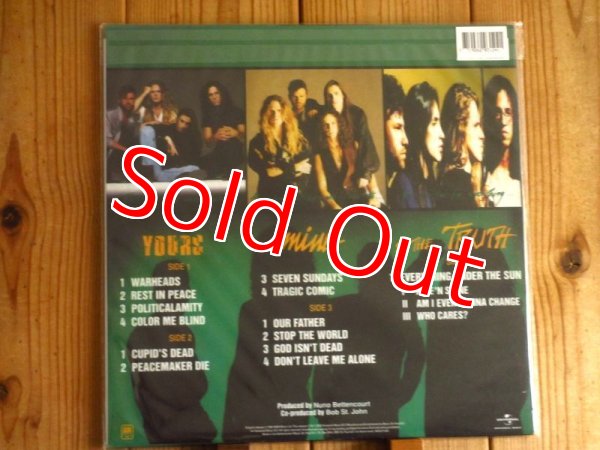 Sold Out
YOURS
mine
THE TRUTH
SIDE 1
1 WARHEADS
2 REST IN PEACE
3 POLITICALAMITY
4 COLOR ME BLIND
SIDE 2
1 CUPID'S DEAD
2 PEACEMAKER DIE
3 SEVEN SUNDAYS
4 TRAGIC COMIC
SIDE 3
1 OUR FATHER
2 STOP THE WORLD
3 GOD ISN'T DEAD
4 DON'T LEAVE ME ALONE
THE SUN
II AM I EVER CHANGE
III WHO CARES?
Produced by Nuno Bettencourt
Co-produced by Bob St. John
A&M
UNIVERSAL